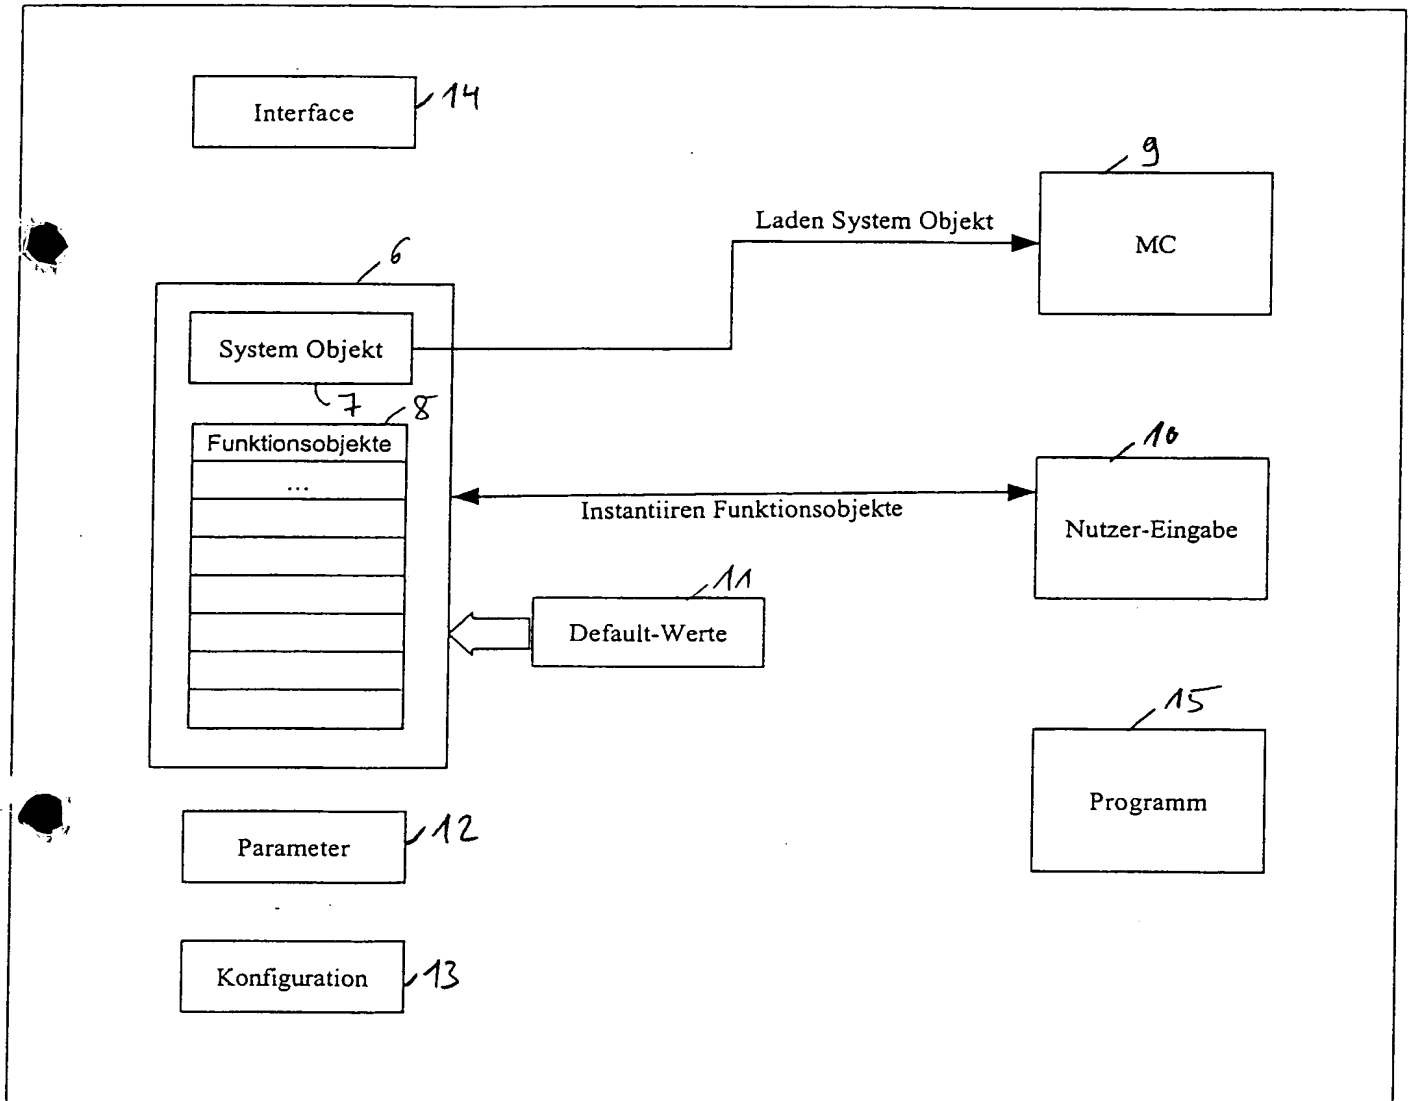 Interface
14
9
MC
Laden System Objekt
6
System Objekt
7
8
Funktionsobjekte
...
10
Instantiiren Funktionsobjekte
Nutzer-Eingabe
11
Default-Werte
15
Programm
Parameter
12
Konfiguration
13